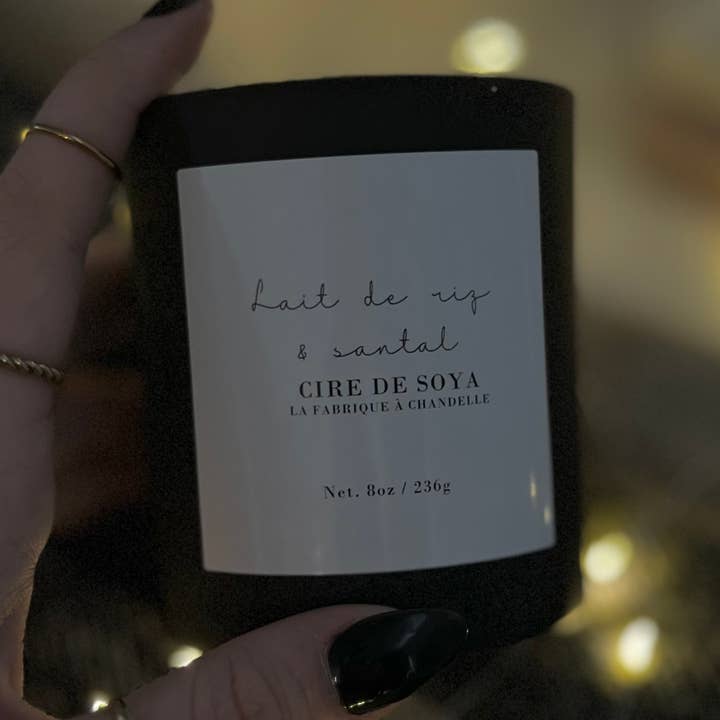 Lait de riz
& santal
CIRE DE SOYA
LA FABRIQUE À CHANDELLE
Net. 8oz / 236g